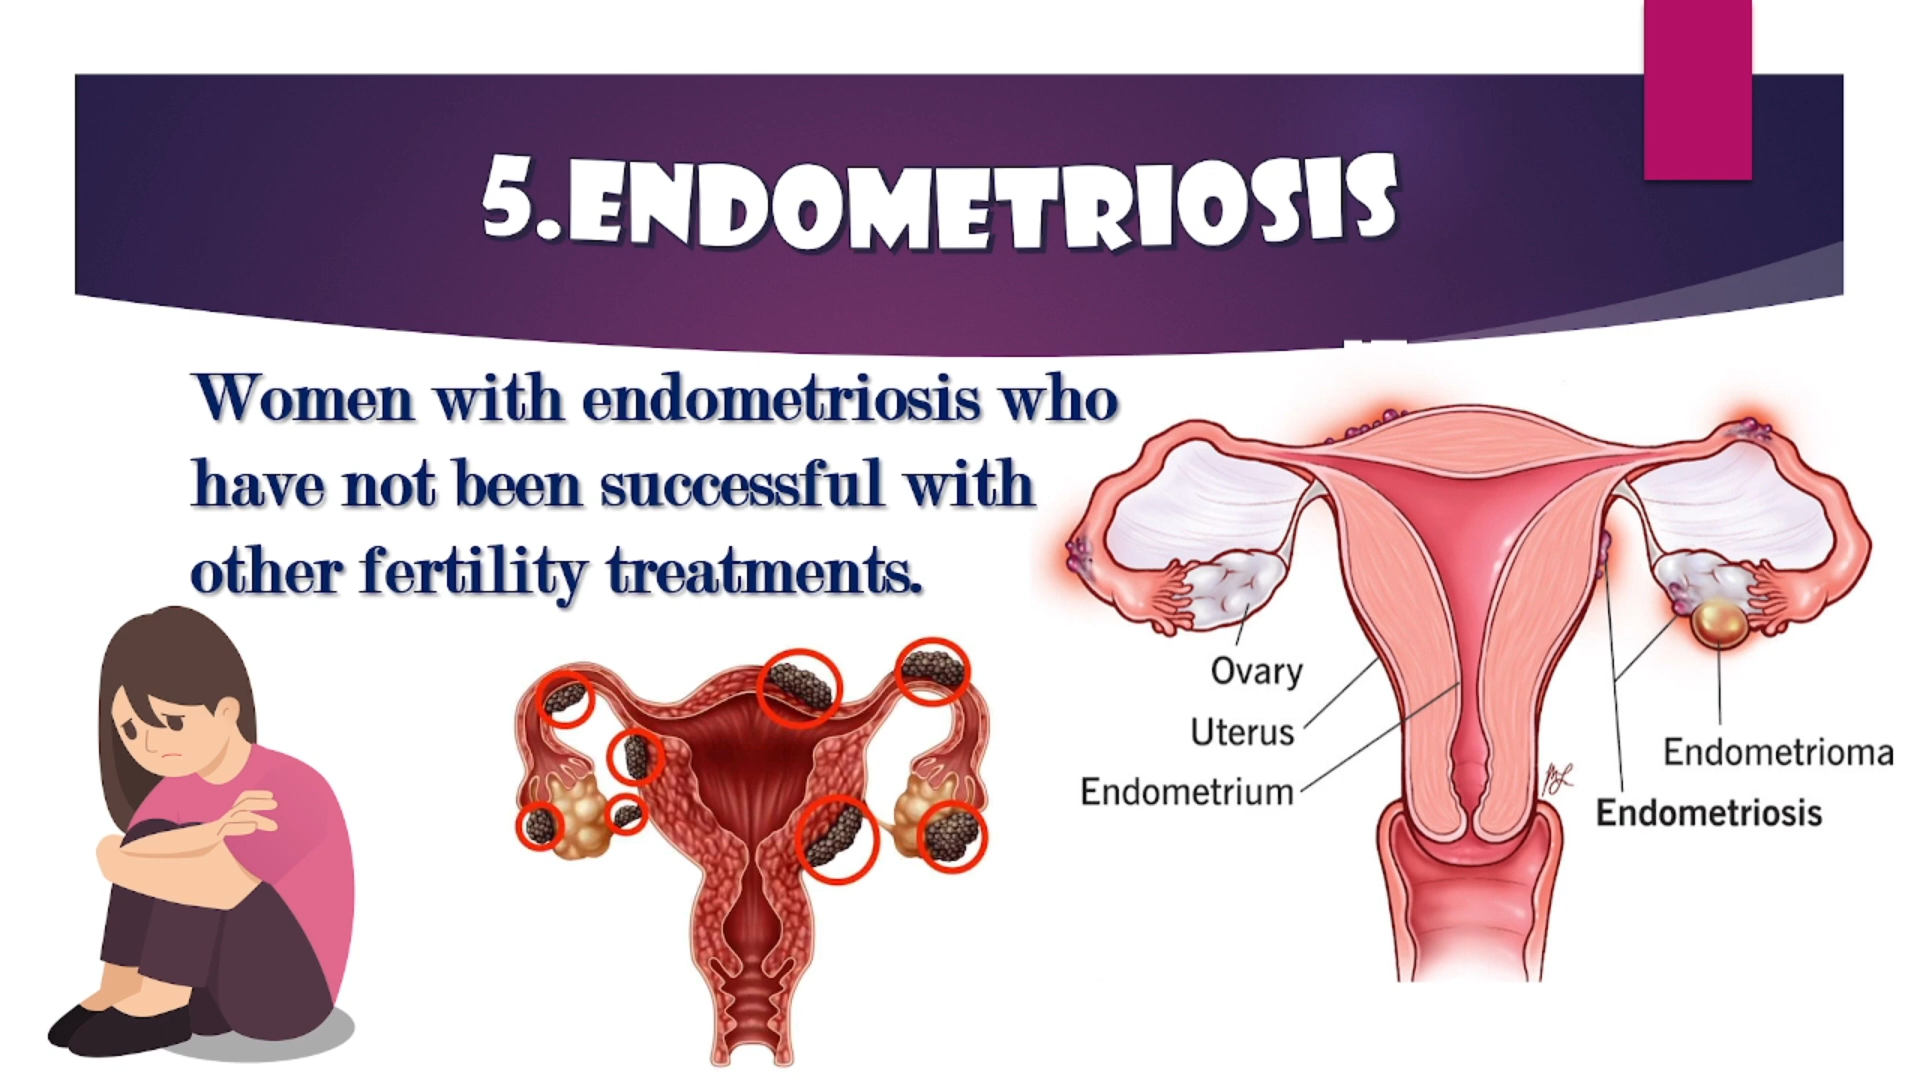 5.ENDOMETRIOSIS
Women with endometriosis who
have not been successful with
other fertility treatments.
Ovary
Uterus
Endometrium
Endometrioma
Endometriosis